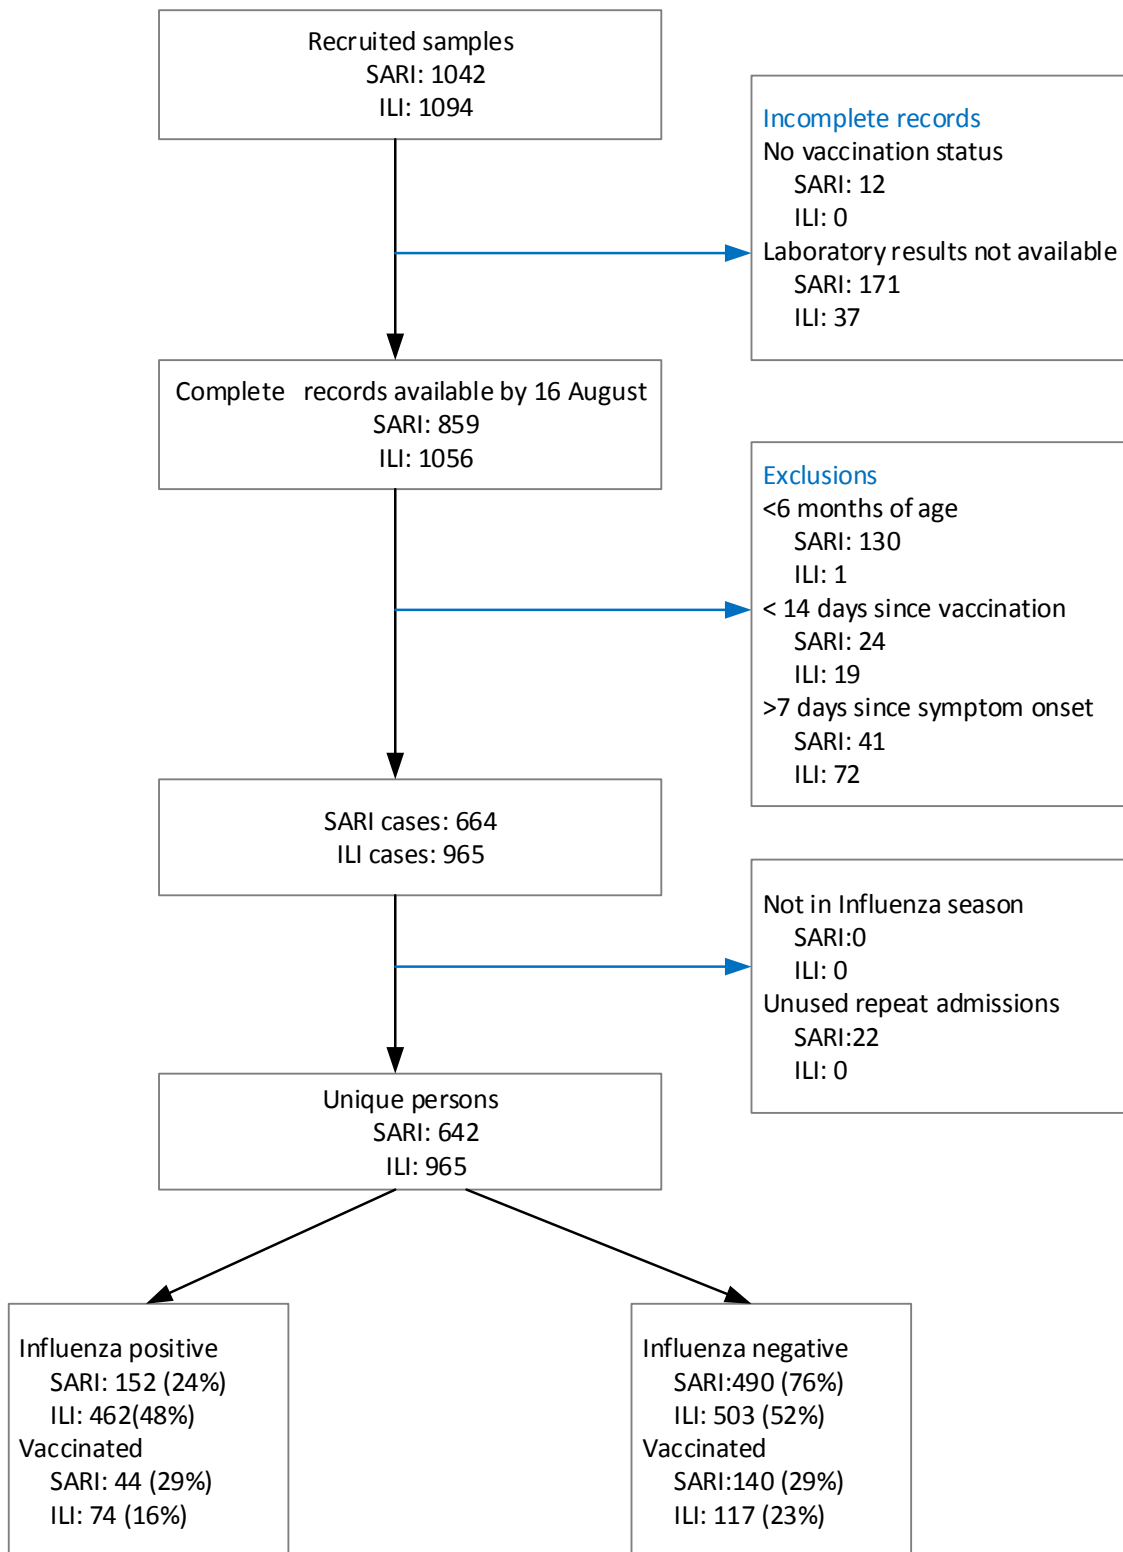 Recruited samples
SARI: 1042
ILI: 1094
Incomplete records
No vaccination status
SARI: 12
ILI: 0
Laboratory results not available
SARI: 171
ILI: 37
Complete records available by 16 August
SARI: 859
ILI: 1056
Exclusions
<6 months of age
SARI: 130
ILI: 1
< 14 days since vaccination
SARI: 24
ILI: 19
>7 days since symptom onset
SARI: 41
ILI: 72
SARI cases: 664
ILI cases: 965
Not in Influenza season
SARI:0
ILI: 0
Unused repeat admissions
SARI:22
ILI: 0
Unique persons
SARI: 642
ILI: 965
Influenza positive
SARI: 152 (24%)
ILI: 462(48%)
Vaccinated
SARI: 44 (29%)
ILI: 74 (16%)
Influenza negative
SARI:490 (76%)
ILI: 503 (52%)
Vaccinated
SARI:140 (29%)
ILI: 117 (23%)